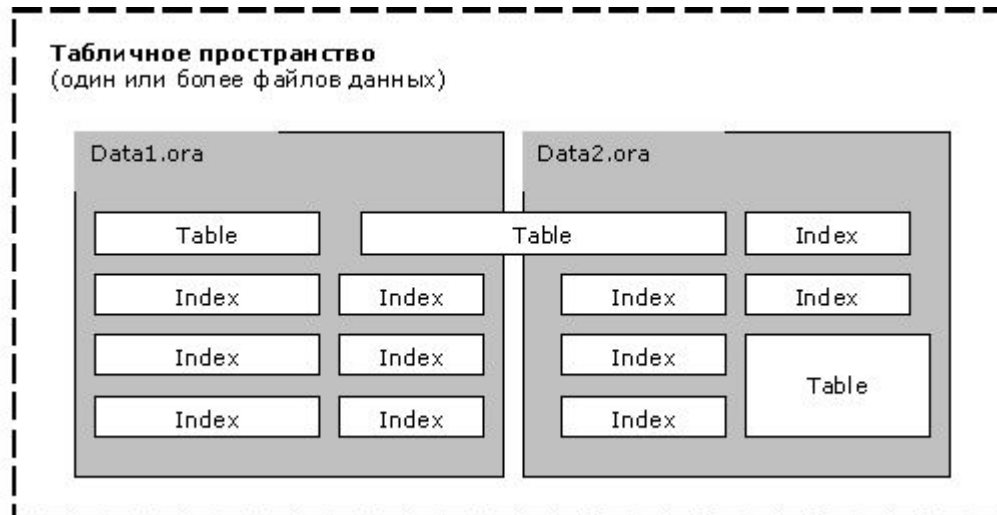 Табличное пространство
(один или более файлов данных)
Data1.ora
Data2.ora
Table
Table
Index
Index
Index
Index
Index
Index
Index
Index
Table
Index
Index
Index